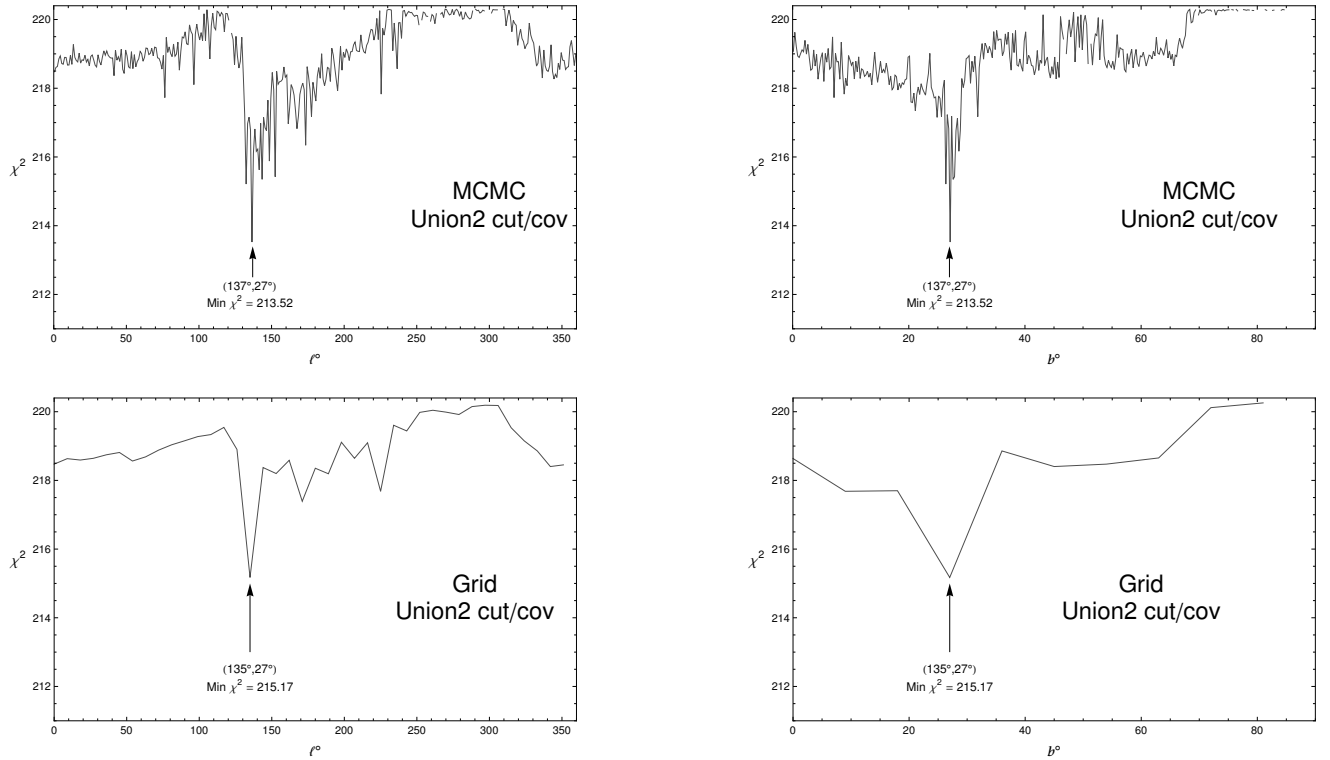 220
218
216
214
212
χ²
MCMC
Union2 cut/cov
(137°,27°)
Min χ² = 213.52
0 50 100 150 200 250 300 350
ℓ°
220
218
216
214
212
χ²
MCMC
Union2 cut/cov
(137°,27°)
Min χ² = 213.52
0 20 40 60 80
b°
220
218
216
214
212
χ²
Grid
Union2 cut/cov
(135°,27°)
Min χ² = 215.17
0 50 100 150 200 250 300 350
ℓ°
220
218
216
214
212
χ²
Grid
Union2 cut/cov
(135°,27°)
Min χ² = 215.17
0 20 40 60 80
b°